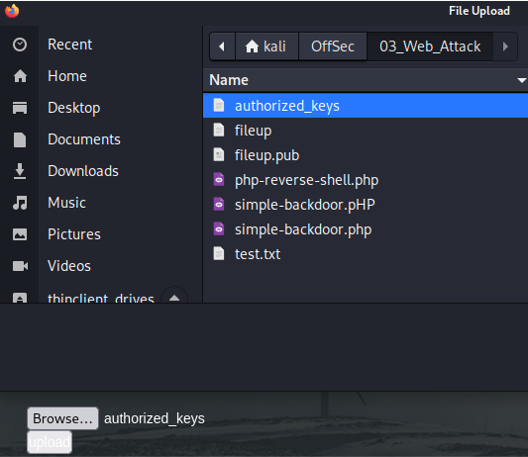 File Upload
kali OffSec 03_Web_Attack
Recent
Home
Desktop
Documents
Downloads
Music
Pictures
Videos
thinclient_drives
Name
authorized_keys
fileup
fileup.pub
php-reverse-shell.php
simple-backdoor.pHP
simple-backdoor.php
test.txt
Browse... authorized_keys
upload